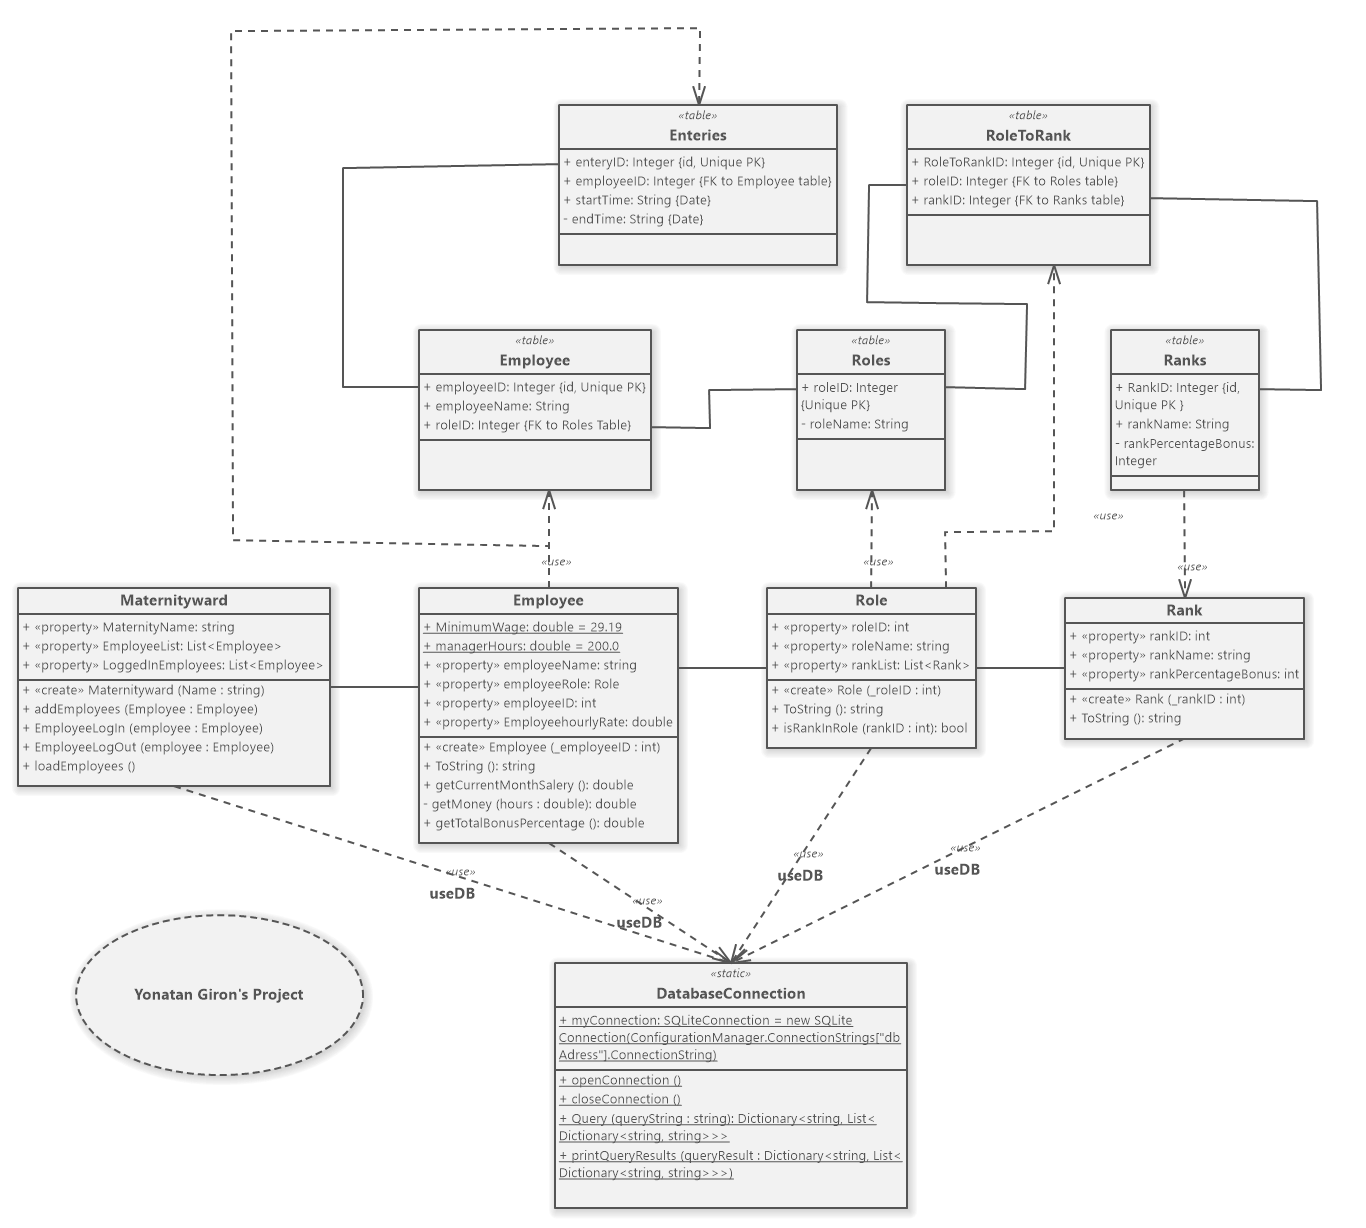 «table»
Enteries
+ enteryID: Integer {id, Unique PK}
+ employeeID: Integer {FK to Employee table}
+ startTime: String {Date}
- endTime: String {Date}
«table»
RoleToRank
+ RoleToRankID: Integer {id, Unique PK}
+ roleID: Integer {FK to Roles table}
+ rankID: Integer {FK to Ranks table}
«table»
Employee
+ employeeID: Integer {id, Unique PK}
+ employeeName: String
+ roleID: Integer {FK to Roles Table}
«table»
Roles
+ roleID: Integer
{Unique PK}
- roleName: String
«table»
Ranks
+ RankID: Integer {id,
Unique PK }
+ rankName: String
- rankPercentageBonus:
Integer
«use»
«use»
«use»
«use»
Maternityward
+ «property» MaternityName: string
+ «property» EmployeeList: List<Employee>
+ «property» LoggedInEmployees: List<Employee>
+ «create» Maternityward (Name : string)
+ addEmployees (Employee : Employee)
+ EmployeeLogIn (employee : Employee)
+ EmployeeLogOut (employee : Employee)
+ loadEmployees ()
Employee
+ MinimumWage: double = 29.19
+ managerHours: double = 200.0
+ «property» employeeName: string
+ «property» employeeRole: Role
+ «property» employeeID: int
+ «property» EmployeehourlyRate: double
+ «create» Employee (_employeeID : int)
+ ToString (): string
+ getCurrentMonthSalery (): double
- getMoney (hours : double): double
+ getTotalBonusPercentage (): double
Role
+ «property» roleID: int
+ «property» roleName: string
+ «property» rankList: List<Rank>
+ «create» Role (_roleID : int)
+ ToString (): string
+ isRankInRole (rankID : int): bool
Rank
+ «property» rankID: int
+ «property» rankName: string
+ «property» rankPercentageBonus: int
+ «create» Rank (_rankID : int)
+ ToString (): string
«use»
useDB
«use»
useDB
«use»
useDB
«use»
useDB
Yonatan Giron's Project
«static»
DatabaseConnection
+ myConnection: SQLiteConnection = new SQLite
Connection(ConfigurationManager.ConnectionStrings["db
Adress"].ConnectionString)
+ openConnection ()
+ closeConnection ()
+ Query (queryString : string): Dictionary<string, List<
Dictionary<string, string>>>
+ printQueryResults (queryResult : Dictionary<string, List<
Dictionary<string, string>>>)